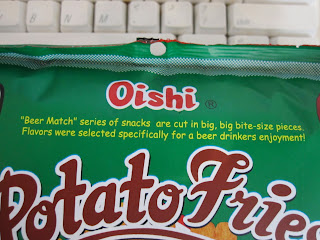 Oishi ®
"Beer Match" series of snacks are cut in big, big bite-size pieces.
Flavors were selected specifically for a beer drinkers enjoyment!
Potato Fries